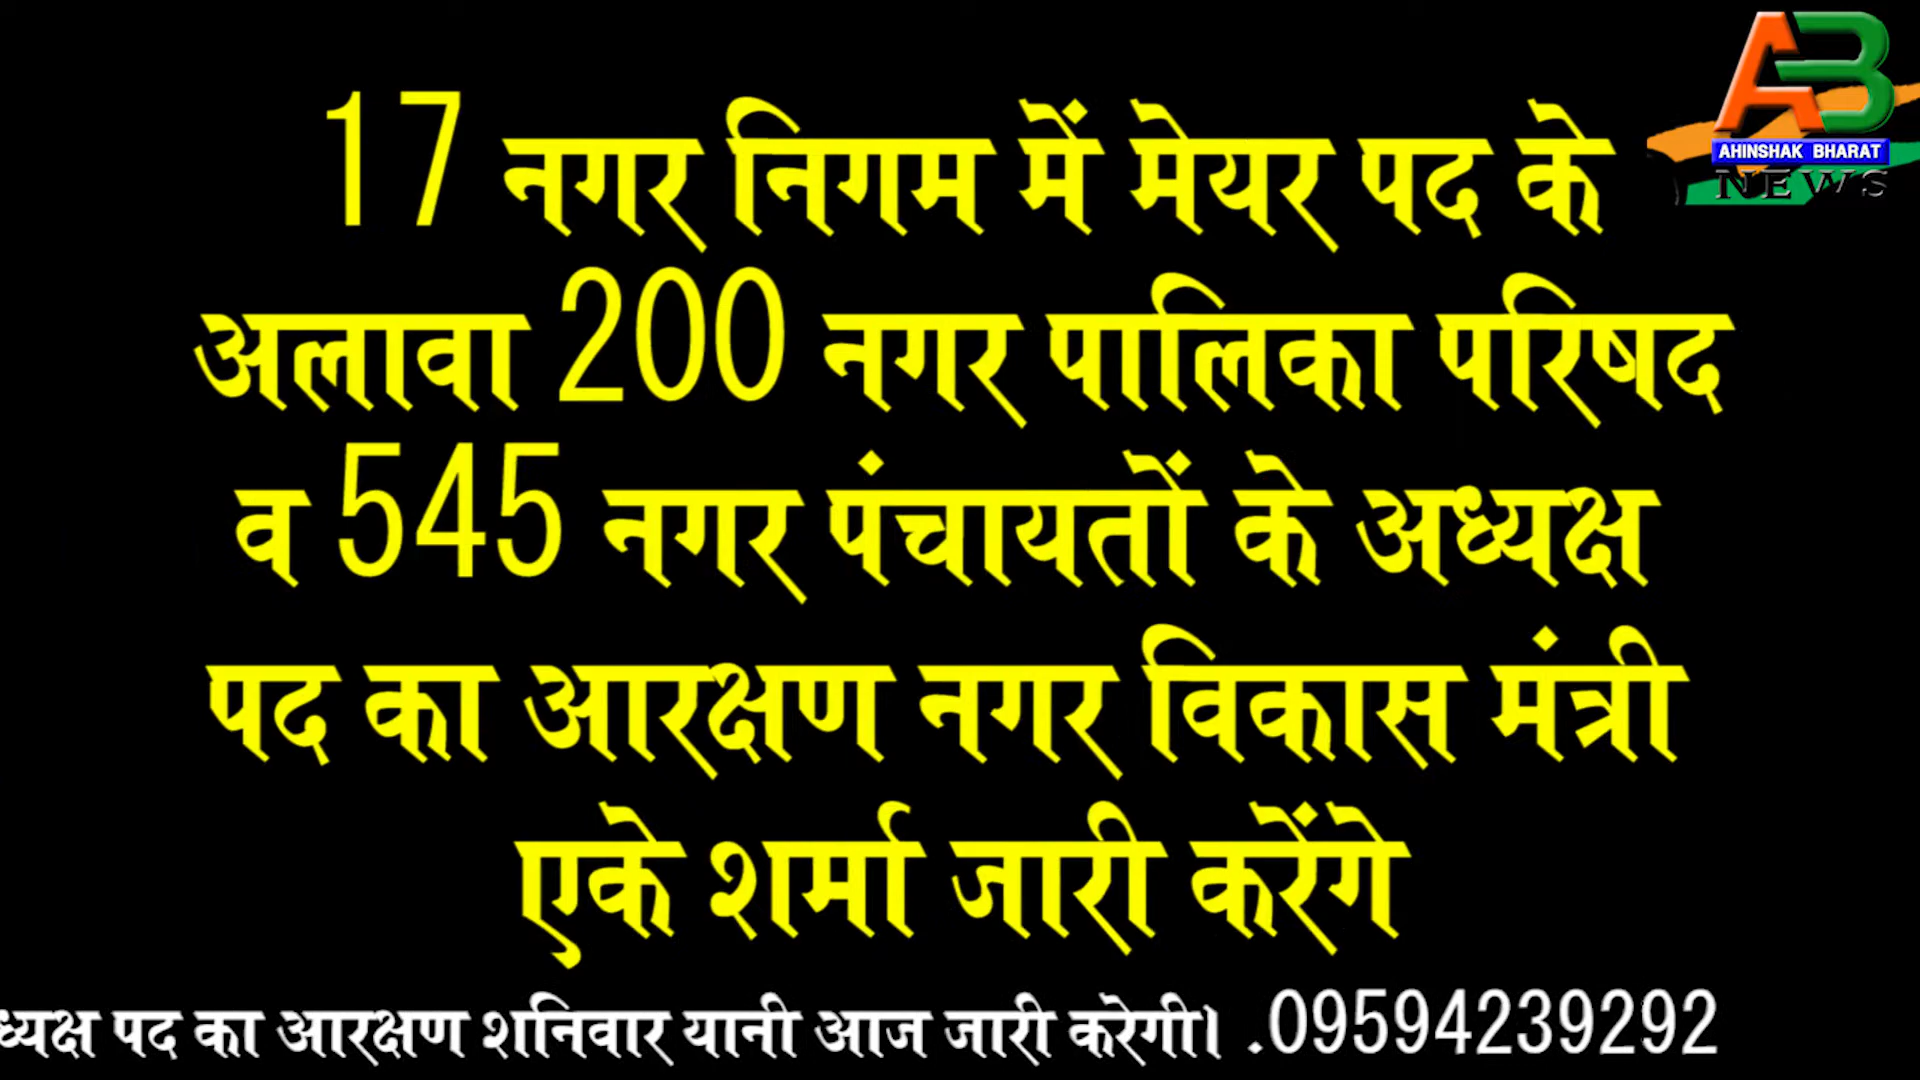 AB
AHINSHAK BHARAT
NEWS
17 नगर निगम में मेयर पद के
अलावा 200 नगर पालिका परिषद
व 545 नगर पंचायतों के अध्यक्ष
पद का आरक्षण नगर विकास मंत्री
एके शर्मा जारी करेंगे
ध्यक्ष पद का आरक्षण शनिवार यानी आज जारी करेगी। .09594239292